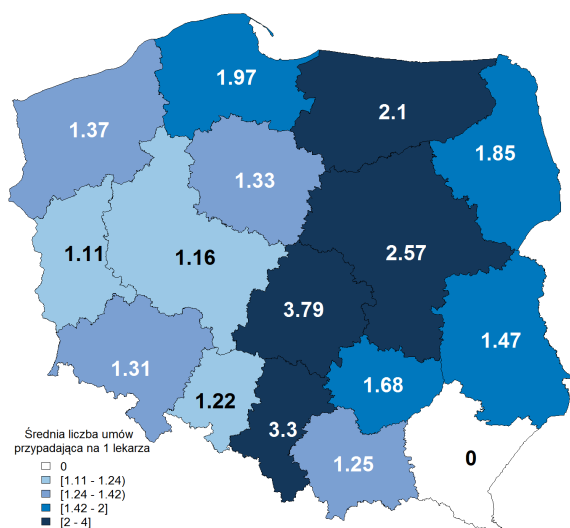 1.97
2.1
1.37
1.85
1.33
1.11
1.16
2.57
3.79
1.47
1.31
1.68
1.22
3.3
1.25
0
Średnia liczba umów
przypadająca na 1 lekarza
0
[1.11 - 1.24)
[1.24 - 1.42)
[1.42 - 2]
[2 - 4]